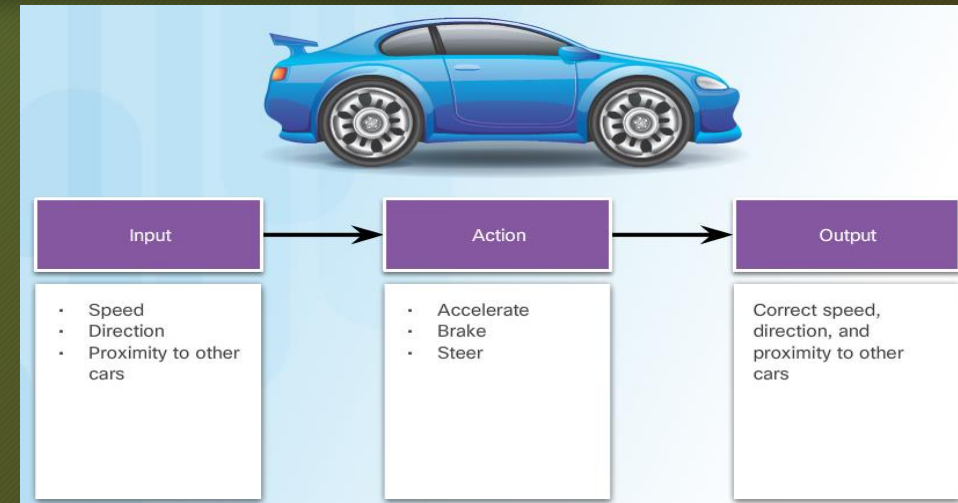 Input
Action
Output
· Speed
· Direction
· Proximity to other
cars
· Accelerate
· Brake
· Steer
Correct speed,
direction, and
proximity to other
cars